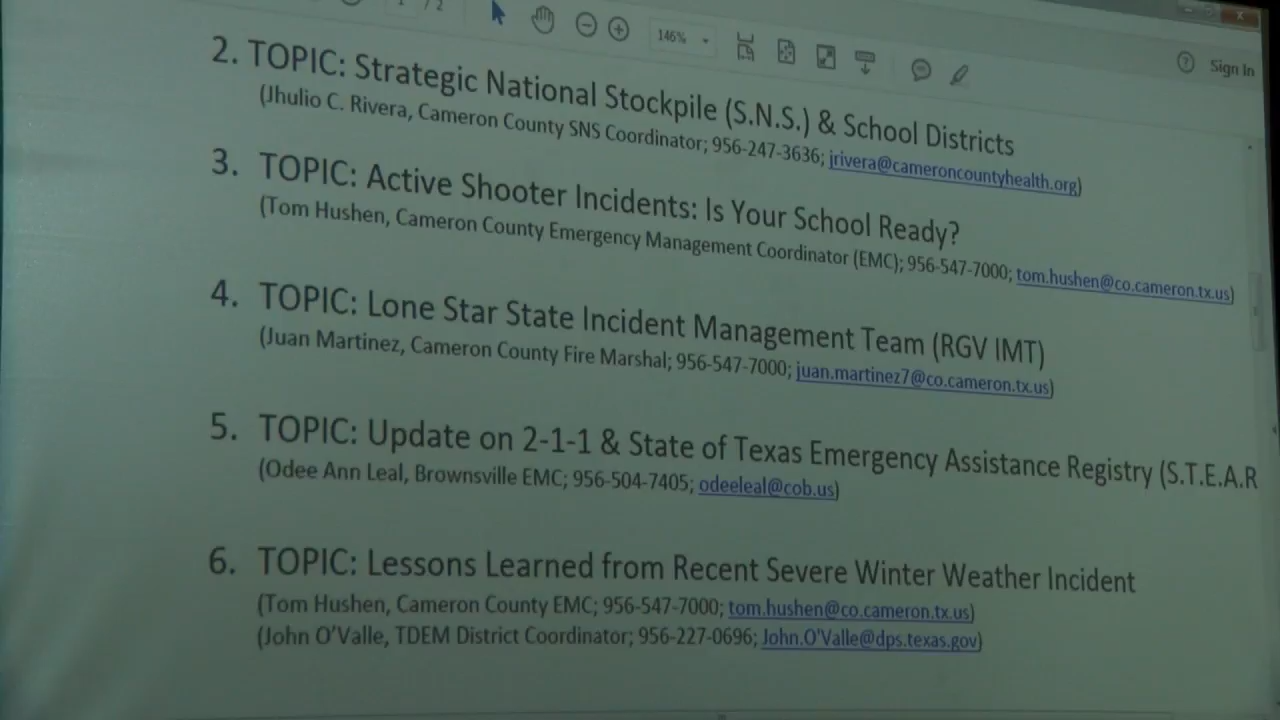 1 / 2
146%
Sign In
2. TOPIC: Strategic National Stockpile (S.N.S.) & School Districts
(Jhulio C. Rivera, Cameron County SNS Coordinator; 956-247-3636; jrivera@cameroncountyhealth.org)
3. TOPIC: Active Shooter Incidents: Is Your School Ready?
(Tom Hushen, Cameron County Emergency Management Coordinator (EMC); 956-547-7000; tom.hushen@co.cameron.tx.us)
4. TOPIC: Lone Star State Incident Management Team (RGV IMT)
(Juan Martinez, Cameron County Fire Marshal; 956-547-7000; juan.martinez7@co.cameron.tx.us)
5. TOPIC: Update on 2-1-1 & State of Texas Emergency Assistance Registry (S.T.E.A.R
(Odee Ann Leal, Brownsville EMC; 956-504-7405; odeeleal@cob.us)
6. TOPIC: Lessons Learned from Recent Severe Winter Weather Incident
(Tom Hushen, Cameron County EMC; 956-547-7000; tom.hushen@co.cameron.tx.us)
(John O'Valle, TDEM District Coordinator; 956-227-0696; John.O'Valle@dps.texas.gov)